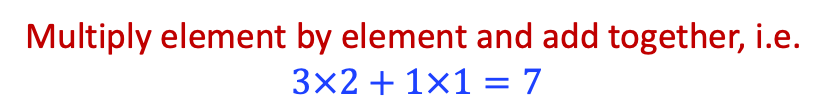 Multiply element by element and add together, i.e.
3×2 + 1×1 = 7